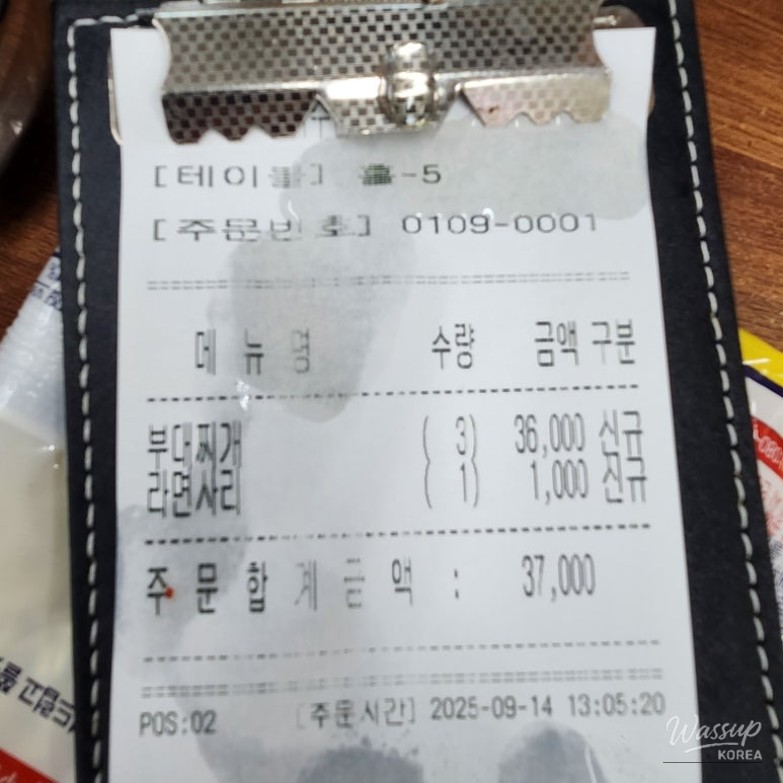 [테이블] 홀-5
[주문번호] 0109-0001
메뉴명 수량 금액 구분
부대찌개 ( 3) 36,000 신규
라면사리 ( 1) 1,000 신규
주문합계금액 : 37,000
POS:02 [주문시간] 2025-09-14 13:05:20
Wassup
KOREA